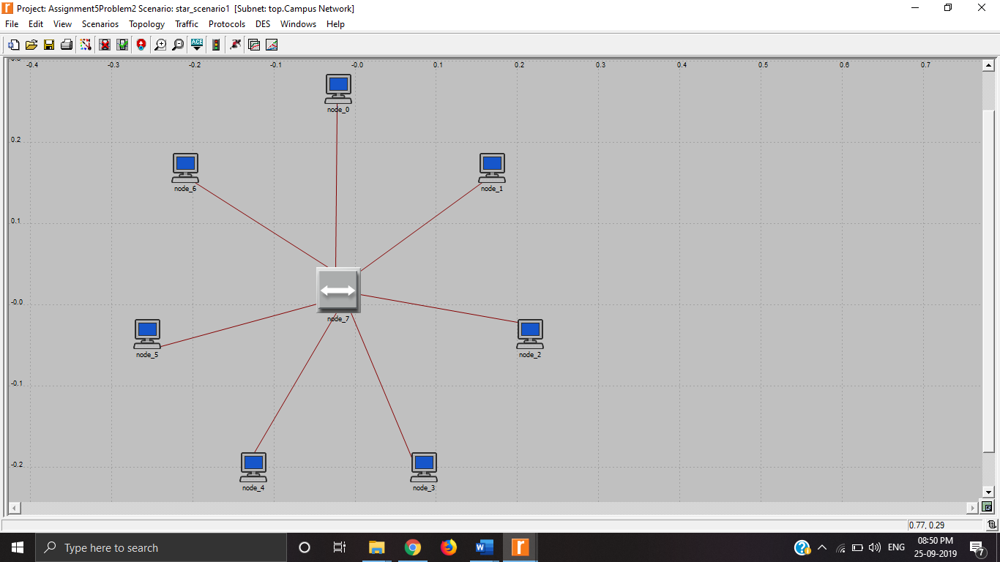 Project: Assignment5Problem2 Scenario: star_scenario1 [Subnet: top.Campus Network]
File Edit View Scenarios Topology Traffic Protocols DES Windows Help
ACE
-0.4 -0.3 -0.2 -0.1 -0.0 0.1 0.2 0.3 0.4 0.5 0.6 0.7
node_0
0.2
node_6 node_1
0.1
-0.0
node_7
node_5 node_2
-0.1
-0.2
node_4 node_3
0.77, 0.29
Type here to search
ENG
08:50 PM
25-09-2019
7